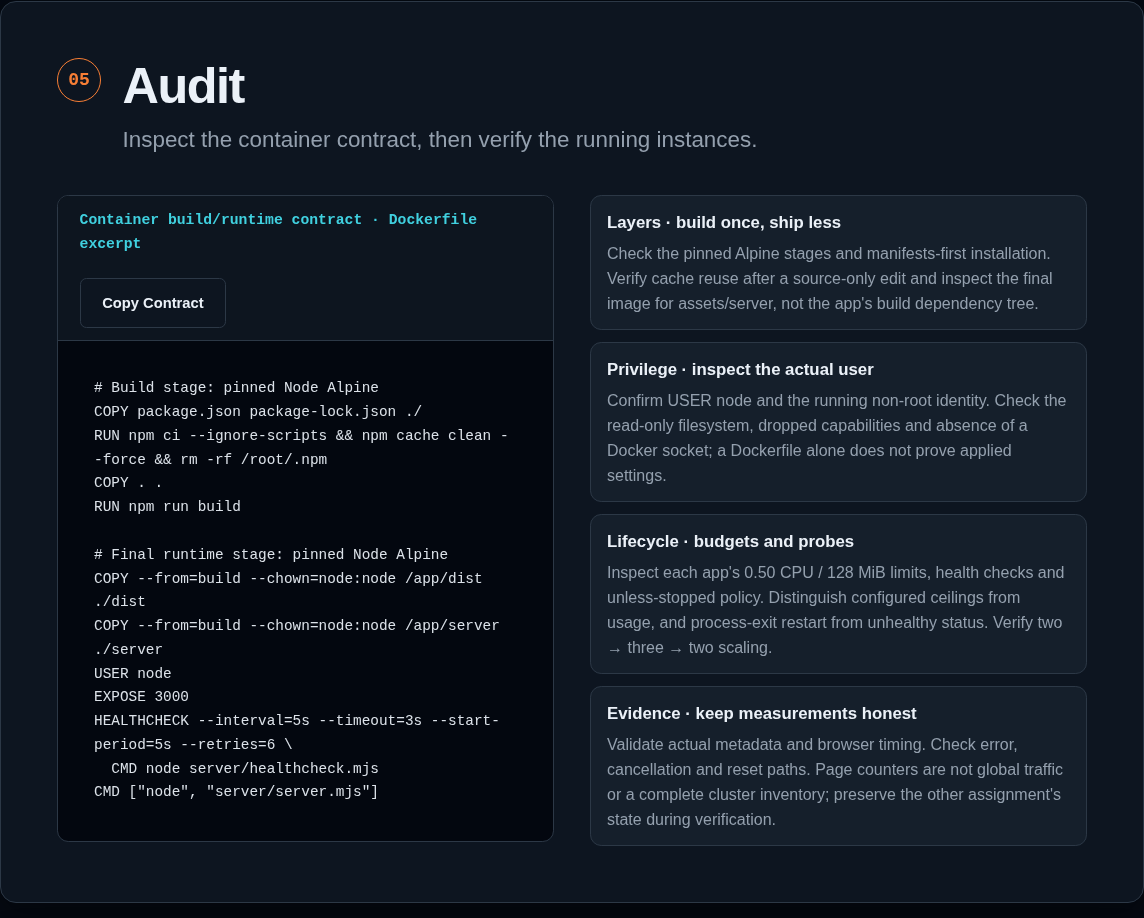 05
Audit
Inspect the container contract, then verify the running instances.
Container build/runtime contract · Dockerfile
excerpt
Copy Contract
# Build stage: pinned Node Alpine
COPY package.json package-lock.json ./
RUN npm ci --ignore-scripts && npm cache clean -
-force && rm -rf /root/.npm
COPY . .
RUN npm run build

# Final runtime stage: pinned Node Alpine
COPY --from=build --chown=node:node /app/dist
./dist
COPY --from=build --chown=node:node /app/server
./server
USER node
EXPOSE 3000
HEALTHCHECK --interval=5s --timeout=3s --start-
period=5s --retries=6 \
  CMD node server/healthcheck.mjs
CMD ["node", "server/server.mjs"]
Layers · build once, ship less
Check the pinned Alpine stages and manifests-first installation.
Verify cache reuse after a source-only edit and inspect the final
image for assets/server, not the app's build dependency tree.
Privilege · inspect the actual user
Confirm USER node and the running non-root identity. Check the
read-only filesystem, dropped capabilities and absence of a
Docker socket; a Dockerfile alone does not prove applied
settings.
Lifecycle · budgets and probes
Inspect each app's 0.50 CPU / 128 MiB limits, health checks and
unless-stopped policy. Distinguish configured ceilings from
usage, and process-exit restart from unhealthy status. Verify two
→ three → two scaling.
Evidence · keep measurements honest
Validate actual metadata and browser timing. Check error,
cancellation and reset paths. Page counters are not global traffic
or a complete cluster inventory; preserve the other assignment's
state during verification.